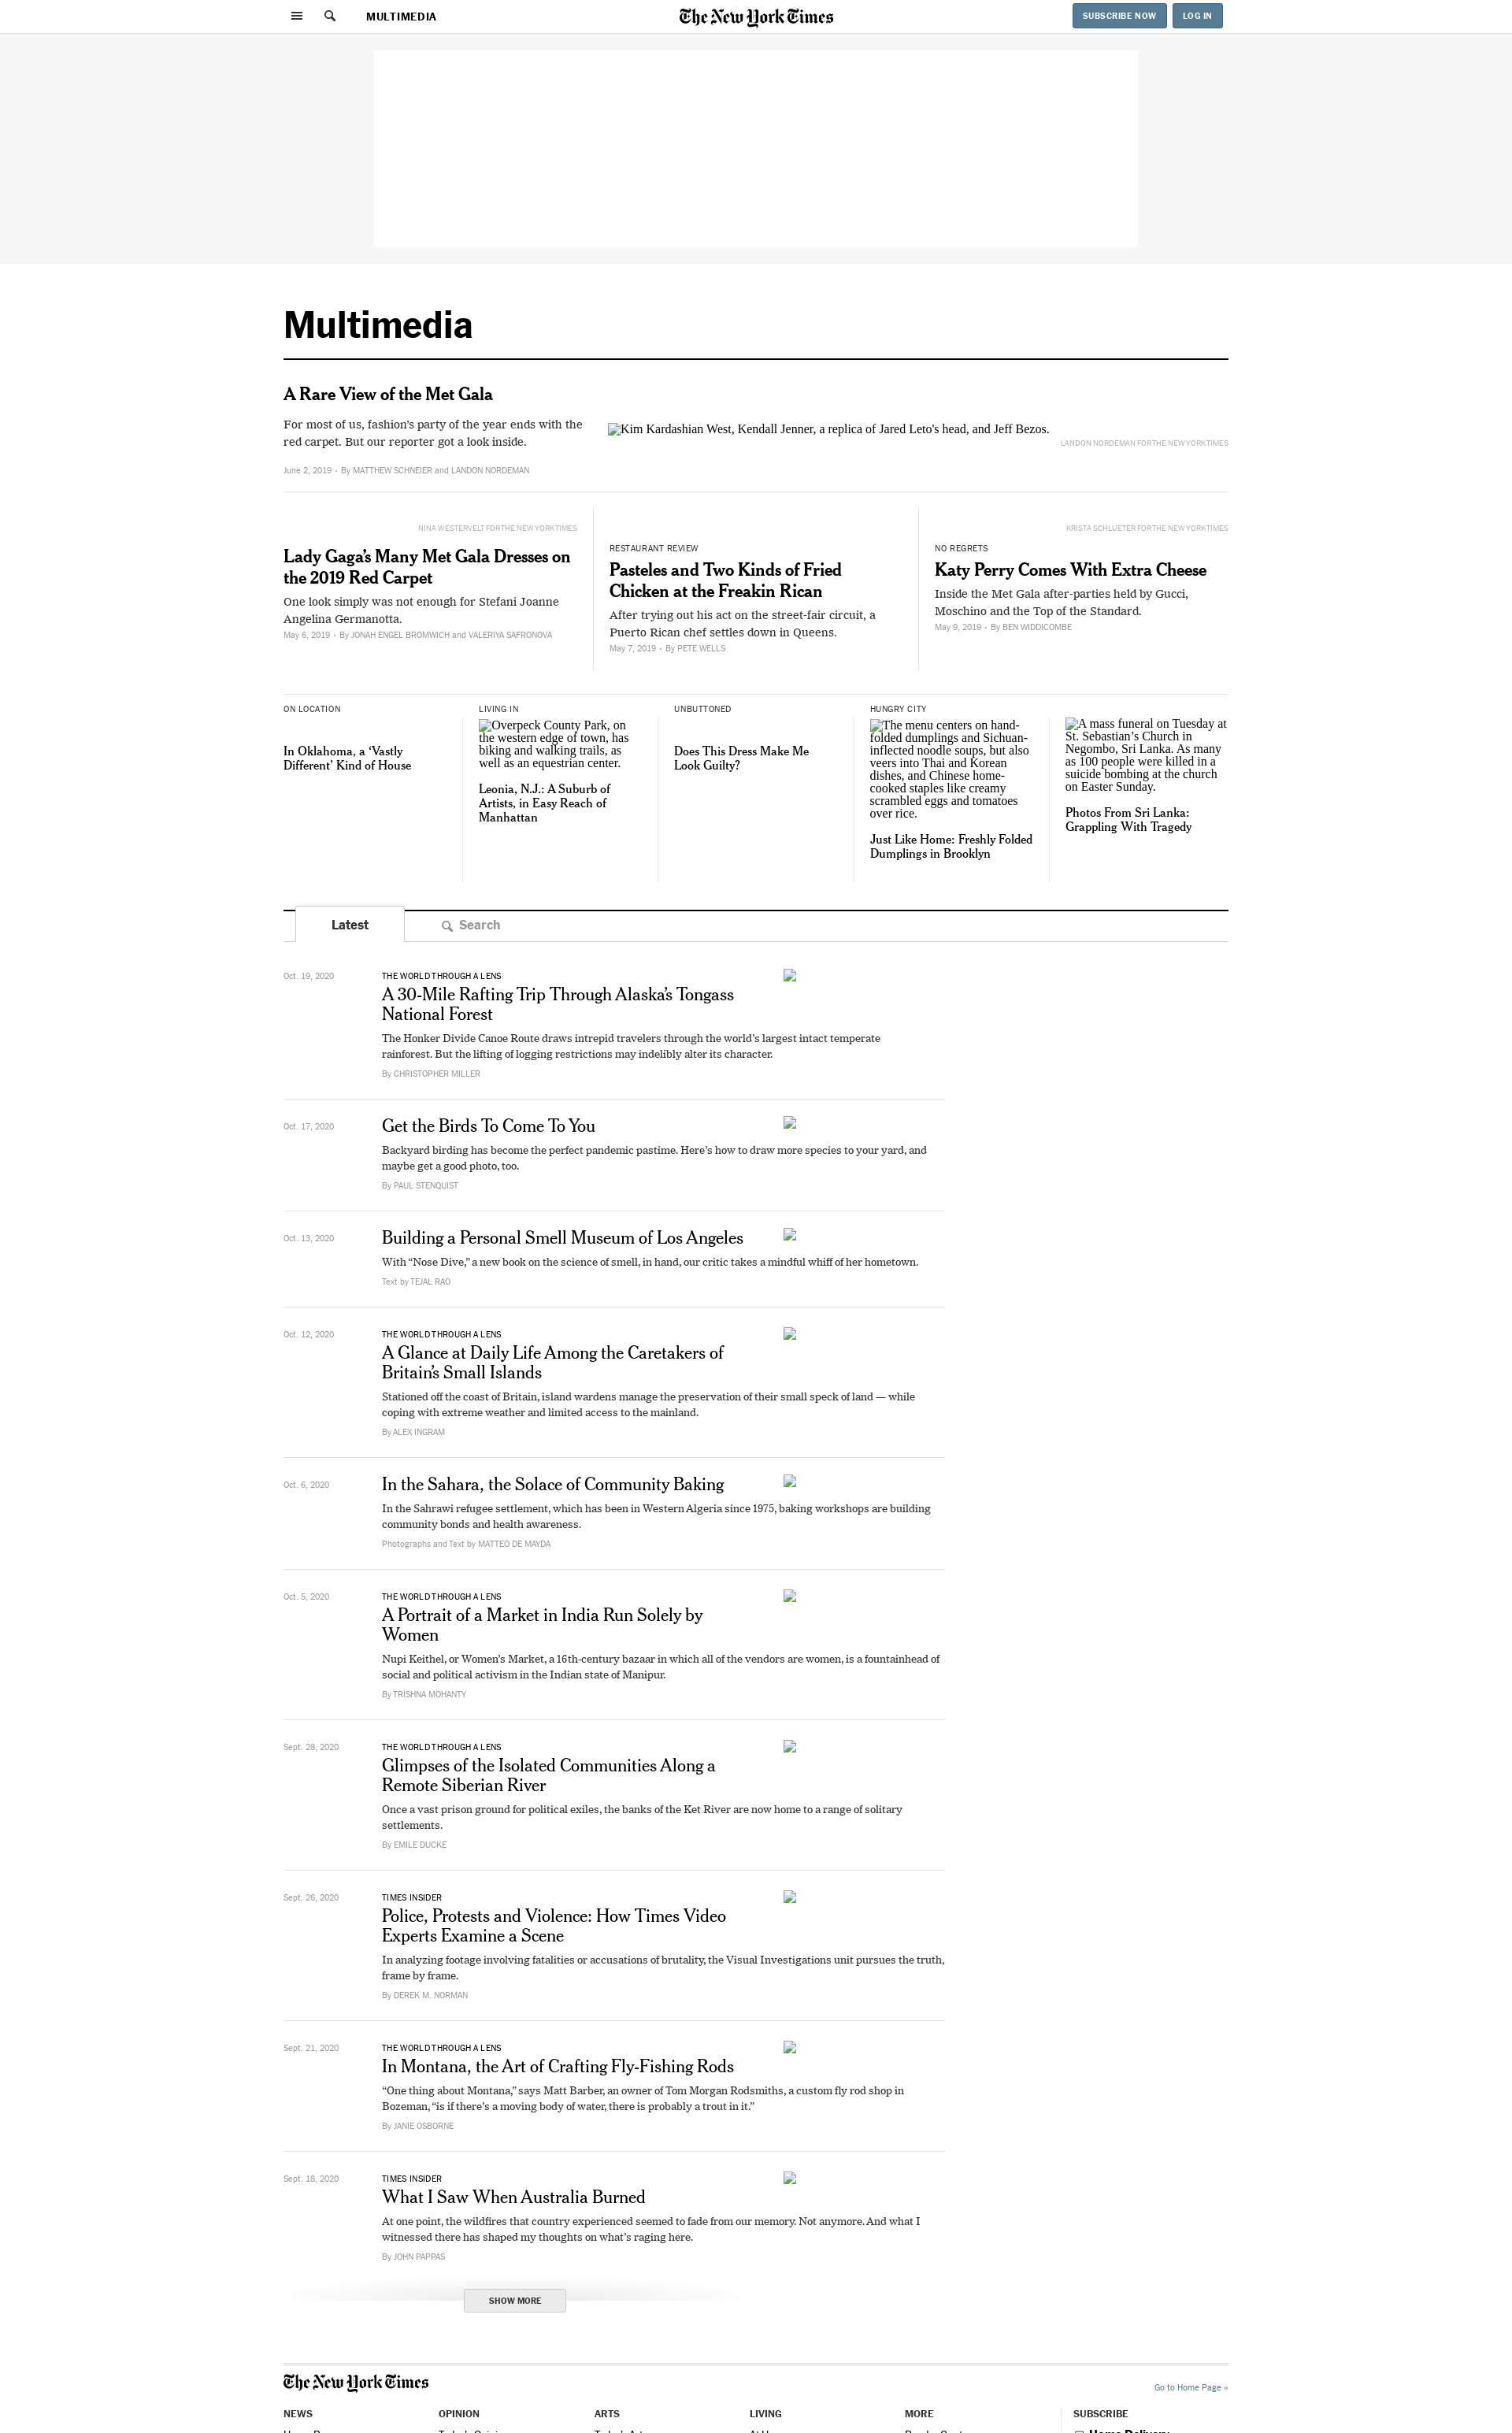 MULTIMEDIA
The New York Times
SUBSCRIBE NOW
LOG IN
Multimedia
A Rare View of the Met Gala
For most of us, fashion's party of the year ends with the
red carpet. But our reporter got a look inside.
Kim Kardashian West, Kendall Jenner, a replica of Jared Leto's head, and Jeff Bezos.
LANDON NORDEMAN FOR THE NEW YORK TIMES
June 2, 2019 • By MATTHEW SCHNEIER and LANDON NORDEMAN
NINA WESTERVELT FOR THE NEW YORK TIMES
Lady Gaga's Many Met Gala Dresses on
the 2019 Red Carpet
One look simply was not enough for Stefani Joanne
Angelina Germanotta.
May 6, 2019 • By JONAH ENGEL BROMWICH and VALERIYA SAFRONOVA
RESTAURANT REVIEW
Pasteles and Two Kinds of Fried
Chicken at the Freakin Rican
After trying out his act on the street-fair circuit, a
Puerto Rican chef settles down in Queens.
May 7, 2019 • By PETE WELLS
KRISTA SCHLUETER FOR THE NEW YORK TIMES
NO REGRETS
Katy Perry Comes With Extra Cheese
Inside the Met Gala after-parties held by Gucci,
Moschino and the Top of the Standard.
May 9, 2019 • By BEN WIDDICOMBE
ON LOCATION
In Oklahoma, a ‘Vastly
Different’ Kind of House
LIVING IN
Overpeck County Park, on
the western edge of town, has
biking and walking trails, as
well as an equestrian center.
Leonia, N.J.: A Suburb of
Artists, in Easy Reach of
Manhattan
UNBUTTONED
Does This Dress Make Me
Look Guilty?
HUNGRY CITY
The menu centers on hand-
folded dumplings and Sichuan-
inflected noodle soups, but also
veers into Thai and Korean
dishes, and Chinese home-
cooked staples like creamy
scrambled eggs and tomatoes
over rice.
Just Like Home: Freshly Folded
Dumplings in Brooklyn
A mass funeral on Tuesday at
St. Sebastian’s Church in
Negombo, Sri Lanka. As many
as 100 people were killed in a
suicide bombing at the church
on Easter Sunday.
Photos From Sri Lanka:
Grappling With Tragedy
Latest
Search
Oct. 19, 2020
THE WORLD THROUGH A LENS
A 30-Mile Rafting Trip Through Alaska’s Tongass
National Forest
The Honker Divide Canoe Route draws intrepid travelers through the world’s largest intact temperate
rainforest. But the lifting of logging restrictions may indelibly alter its character.
By CHRISTOPHER MILLER
Oct. 17, 2020
Get the Birds To Come To You
Backyard birding has become the perfect pandemic pastime. Here’s how to draw more species to your yard, and
maybe get a good photo, too.
By PAUL STENQUIST
Oct. 13, 2020
Building a Personal Smell Museum of Los Angeles
With “Nose Dive,” a new book on the science of smell, in hand, our critic takes a mindful whiff of her hometown.
Text by TEJAL RAO
Oct. 12, 2020
THE WORLD THROUGH A LENS
A Glance at Daily Life Among the Caretakers of
Britain’s Small Islands
Stationed off the coast of Britain, island wardens manage the preservation of their small speck of land — while
coping with extreme weather and limited access to the mainland.
By ALEX INGRAM
Oct. 6, 2020
In the Sahara, the Solace of Community Baking
In the Sahrawi refugee settlement, which has been in Western Algeria since 1975, baking workshops are building
community bonds and health awareness.
Photographs and Text by MATTEO DE MAYDA
Oct. 5, 2020
THE WORLD THROUGH A LENS
A Portrait of a Market in India Run Solely by
Women
Nupi Keithel, or Women’s Market, a 16th-century bazaar in which all of the vendors are women, is a fountainhead of
social and political activism in the Indian state of Manipur.
By TRISHNA MOHANTY
Sept. 28, 2020
THE WORLD THROUGH A LENS
Glimpses of the Isolated Communities Along a
Remote Siberian River
Once a vast prison ground for political exiles, the banks of the Ket River are now home to a range of solitary
settlements.
By EMILE DUCKE
Sept. 26, 2020
TIMES INSIDER
Police, Protests and Violence: How Times Video
Experts Examine a Scene
In analyzing footage involving fatalities or accusations of brutality, the Visual Investigations unit pursues the truth,
frame by frame.
By DEREK M. NORMAN
Sept. 21, 2020
THE WORLD THROUGH A LENS
In Montana, the Art of Crafting Fly-Fishing Rods
“One thing about Montana,” says Matt Barber, an owner of Tom Morgan Rodsmiths, a custom fly rod shop in
Bozeman, “is if there’s a moving body of water, there is probably a trout in it.”
By JANIE OSBORNE
Sept. 18, 2020
TIMES INSIDER
What I Saw When Australia Burned
At one point, the wildfires that country experienced seemed to fade from our memory. Not anymore. And what I
witnessed there has shaped my thoughts on what’s raging here.
By JOHN PAPPAS
SHOW MORE
The New York Times
Go to Home Page »
NEWS
OPINION
ARTS
LIVING
MORE
SUBSCRIBE